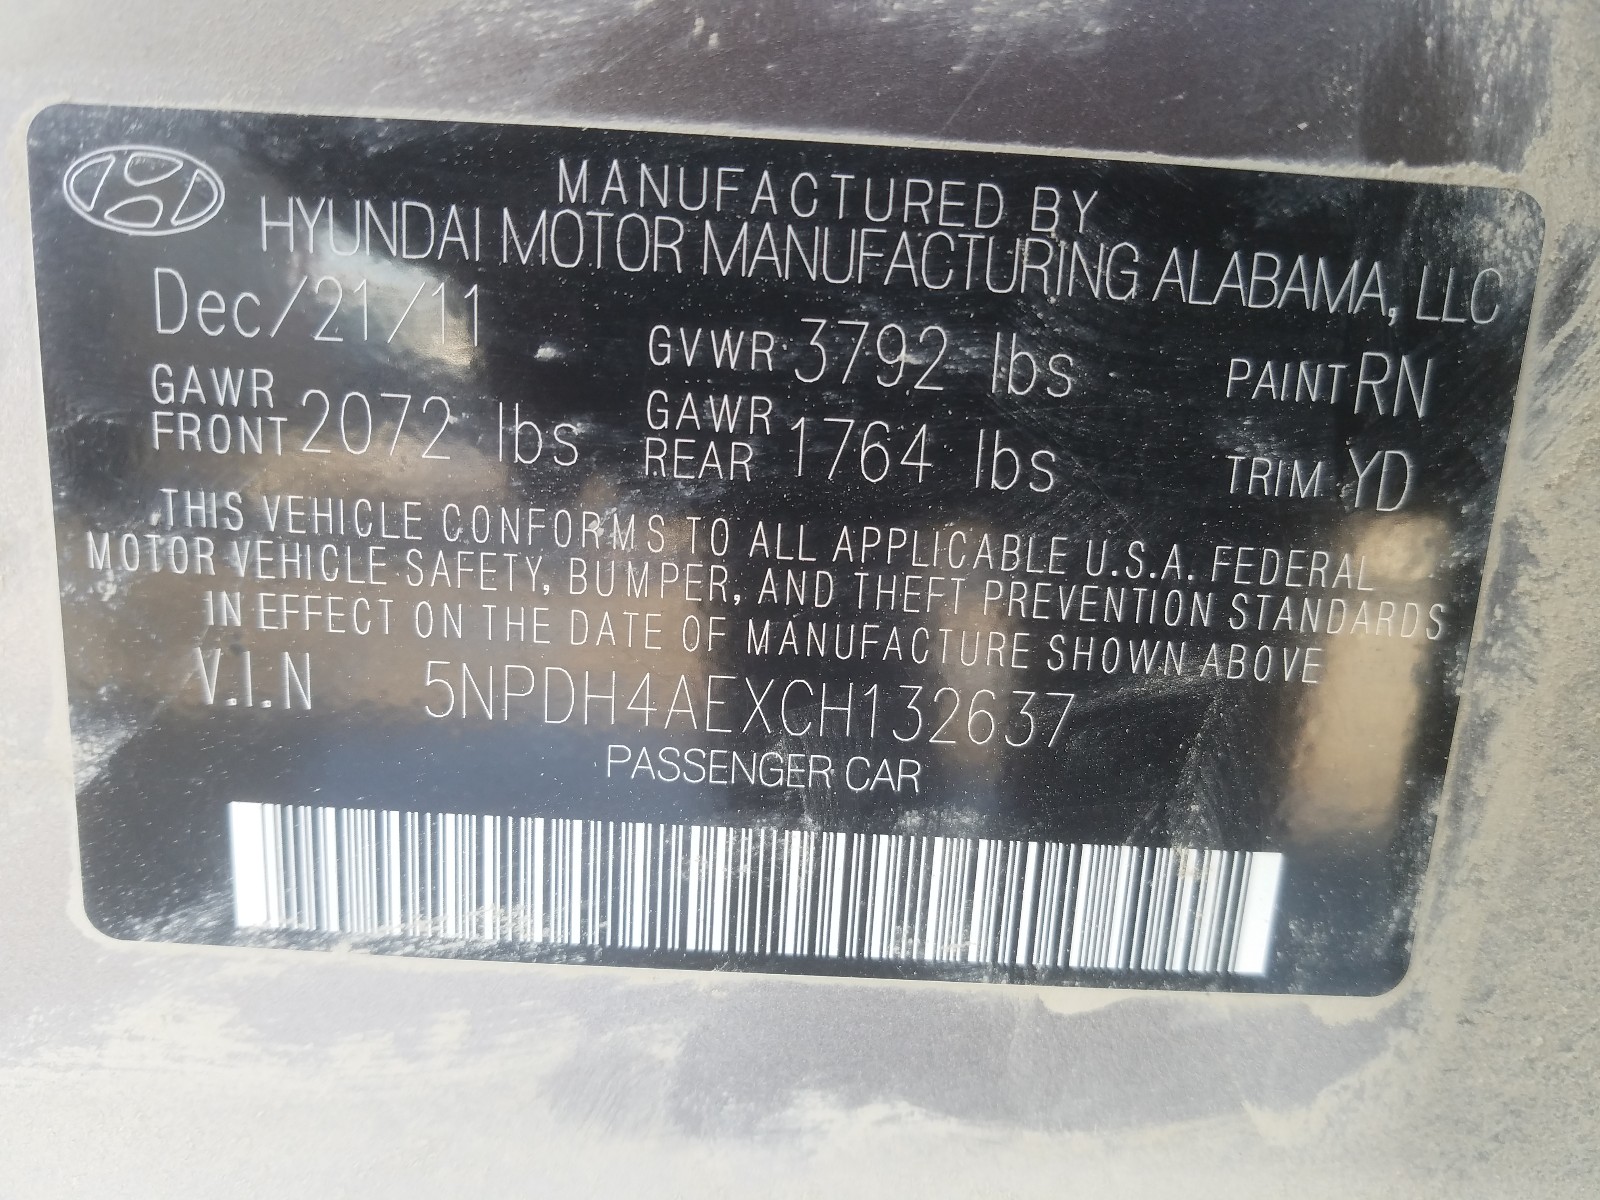 MANUFACTURED BY
HYUNDAI MOTOR MANUFACTURING ALABAMA, LLC
Dec/21/11 GVWR 3792 lbs PAINT RN
GAWR FRONT 2072 lbs GAWR REAR 1764 lbs TRIM YD
THIS VEHICLE CONFORMS TO ALL APPLICABLE U.S.A. FEDERAL
MOTOR VEHICLE SAFETY, BUMPER, AND THEFT PREVENTION STANDARDS
IN EFFECT ON THE DATE OF MANUFACTURE SHOWN ABOVE
V.I.N 5NPDH4AEXCH132637
PASSENGER CAR